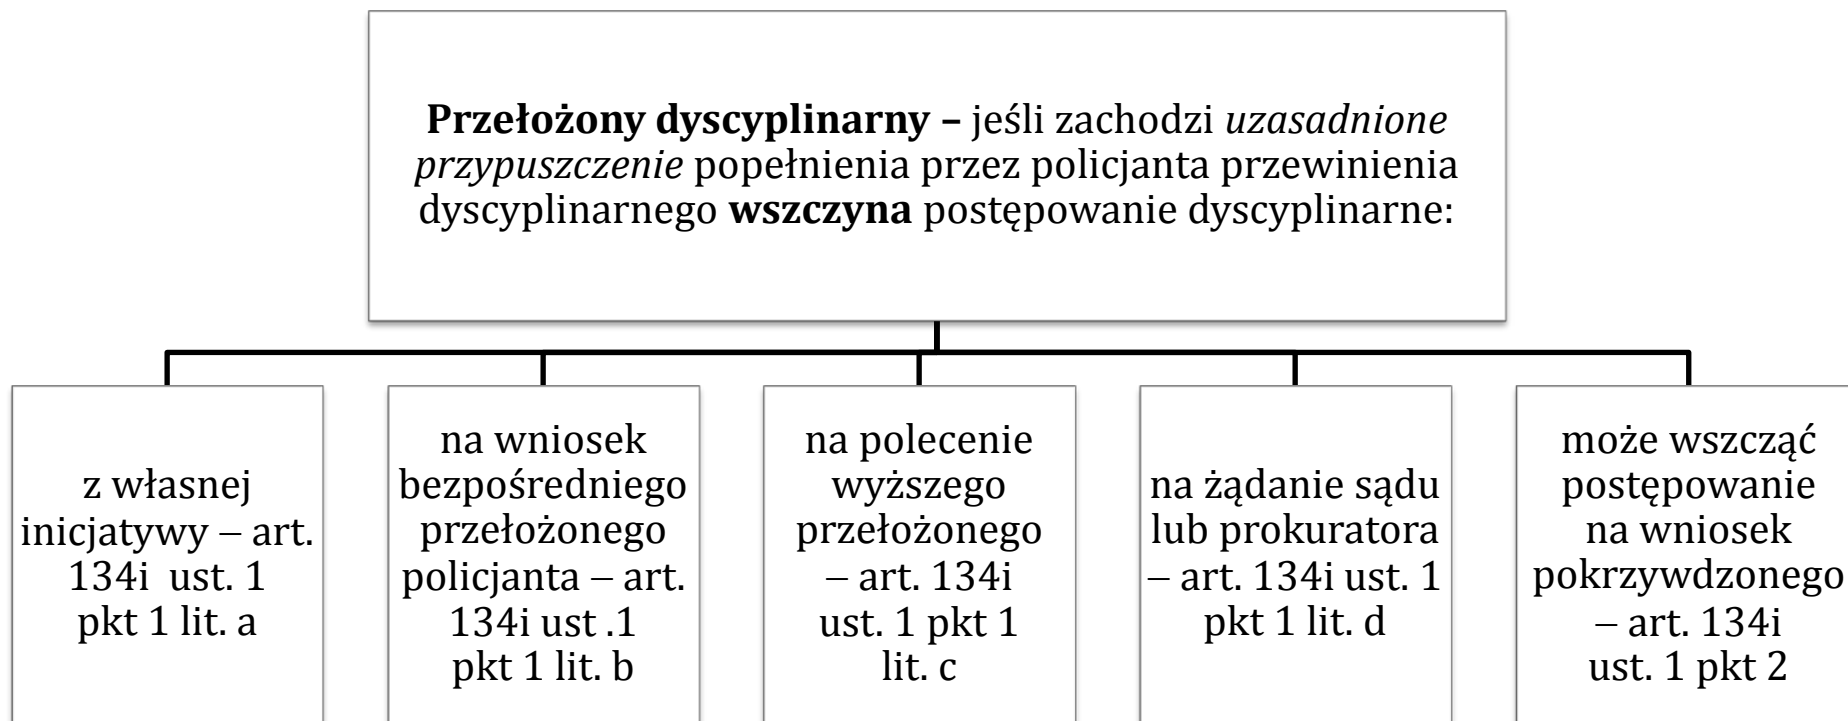 Przełożony dyscyplinarny – jeśli zachodzi uzasadnione
przypuszczenie popełnienia przez policjanta przewinienia
dyscyplinarnego wszczyna postępowanie dyscyplinarne:
z własnej
inicjatywy – art.
134i  ust. 1
pkt 1 lit. a
na wniosek
bezpośredniego
przełożonego
policjanta – art.
134i ust .1
pkt 1 lit. b
na polecenie
wyższego
przełożonego
– art. 134i
ust. 1 pkt 1
lit. c
na żądanie sądu
lub prokuratora
– art. 134i ust. 1
pkt 1 lit. d
może wszcząć
postępowanie
na wniosek
pokrzywdzonego
– art. 134i
ust. 1 pkt 2